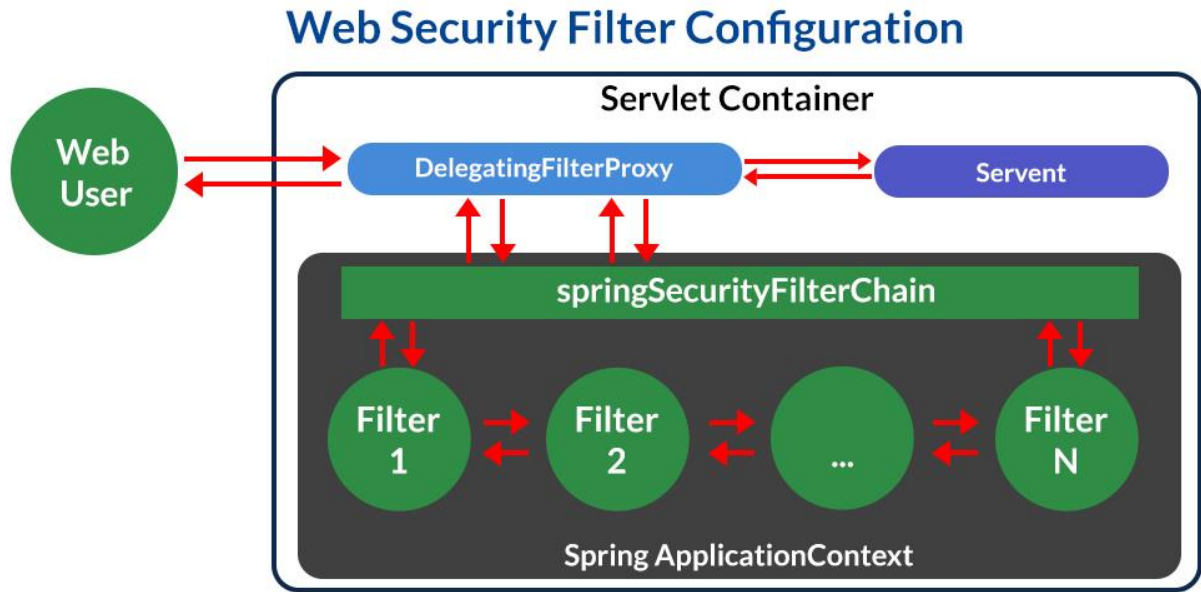 Web Security Filter Configuration
Servlet Container
Web
User
DelegatingFilterProxy
Servent
springSecurityFilterChain
Filter
1
Filter
2
...
Filter
N
Spring ApplicationContext